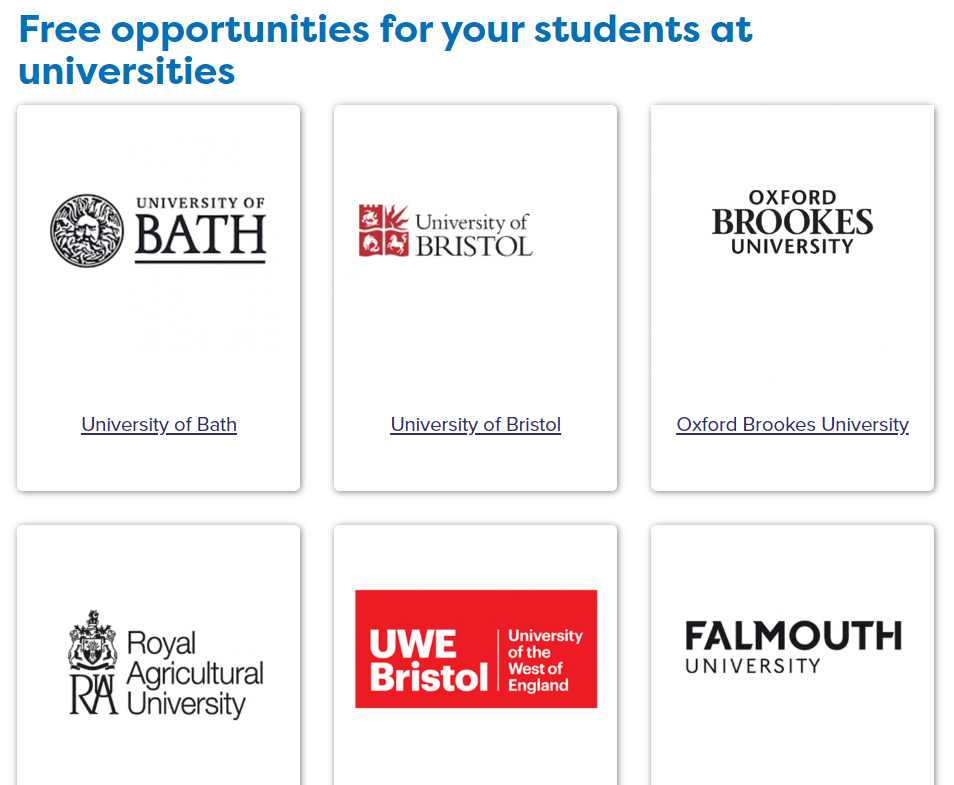 Free opportunities for your students at
universities
UNIVERSITY OF
BATH
University of
BRISTOL
OXFORD
BROOKES
UNIVERSITY
University of Bath
University of Bristol
Oxford Brookes University
RA
Royal
Agricultural
University
UWE
Bristol
University
of the
West of
England
FALMOUTH
UNIVERSITY